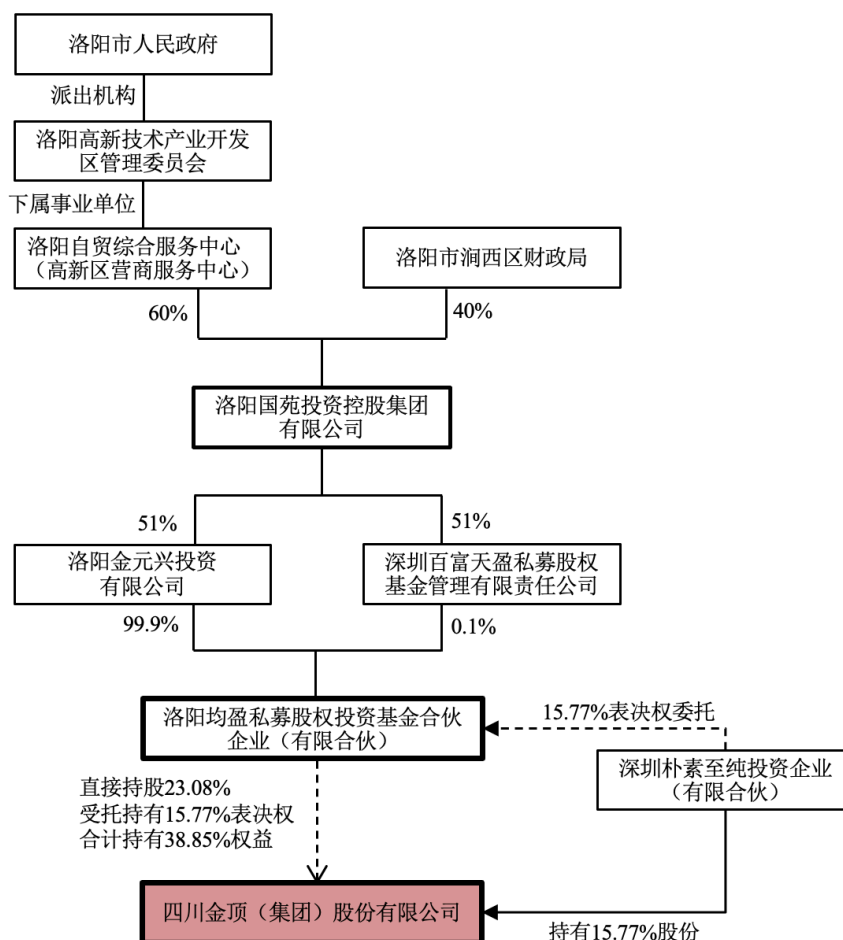 洛阳市人民政府
派出机构
洛阳高新技术产业开发
区管理委员会
下属事业单位
洛阳自贸综合服务中心
（高新区营商服务中心）
洛阳市涧西区财政局
60%
40%
洛阳国苑投资控股集团
有限公司
51%
51%
洛阳金元兴投资
有限公司
深圳百富天盈私募股权
基金管理有限责任公司
99.9%
0.1%
洛阳均盈私募股权投资基金合伙
企业（有限合伙）
15.77%表决权委托
深圳朴素至纯投资企业
（有限合伙）
直接持股23.08%
受托持有15.77%表决权
合计持有38.85%权益
四川金顶（集团）股份有限公司
持有15.77%股份